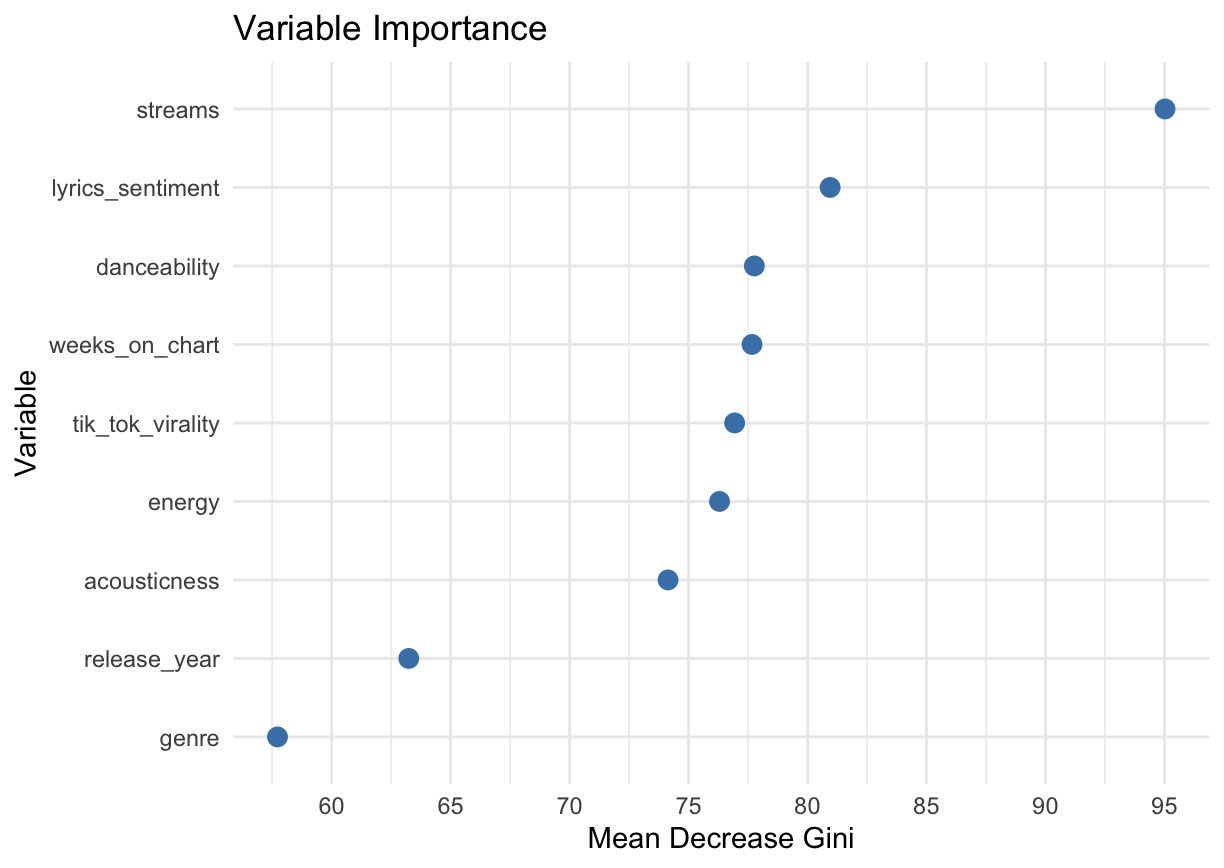 Variable Importance
streams
lyrics_sentiment
danceability
weeks_on_chart
tik_tok_virality
energy
acousticness
release_year
genre
Variable
60 65 70 75 80 85 90 95
Mean Decrease Gini